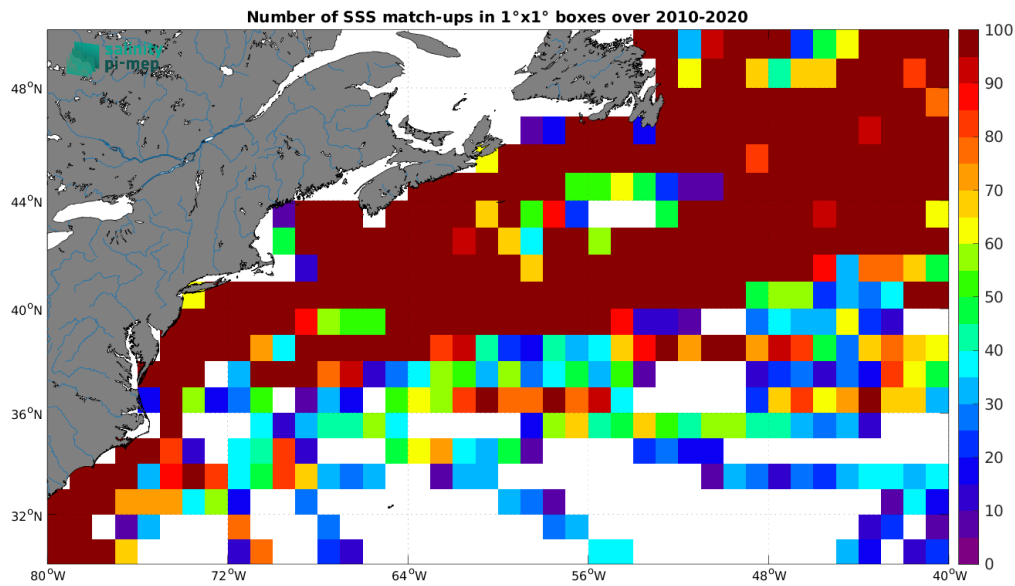 Number of SSS match-ups in 1°x1° boxes over 2010-2020
salinity
pi-mep
48°N
44°N
40°N
36°N
32°N
80°W
72°W
64°W
56°W
48°W
40°W
100
90
80
70
60
50
40
30
20
10
0